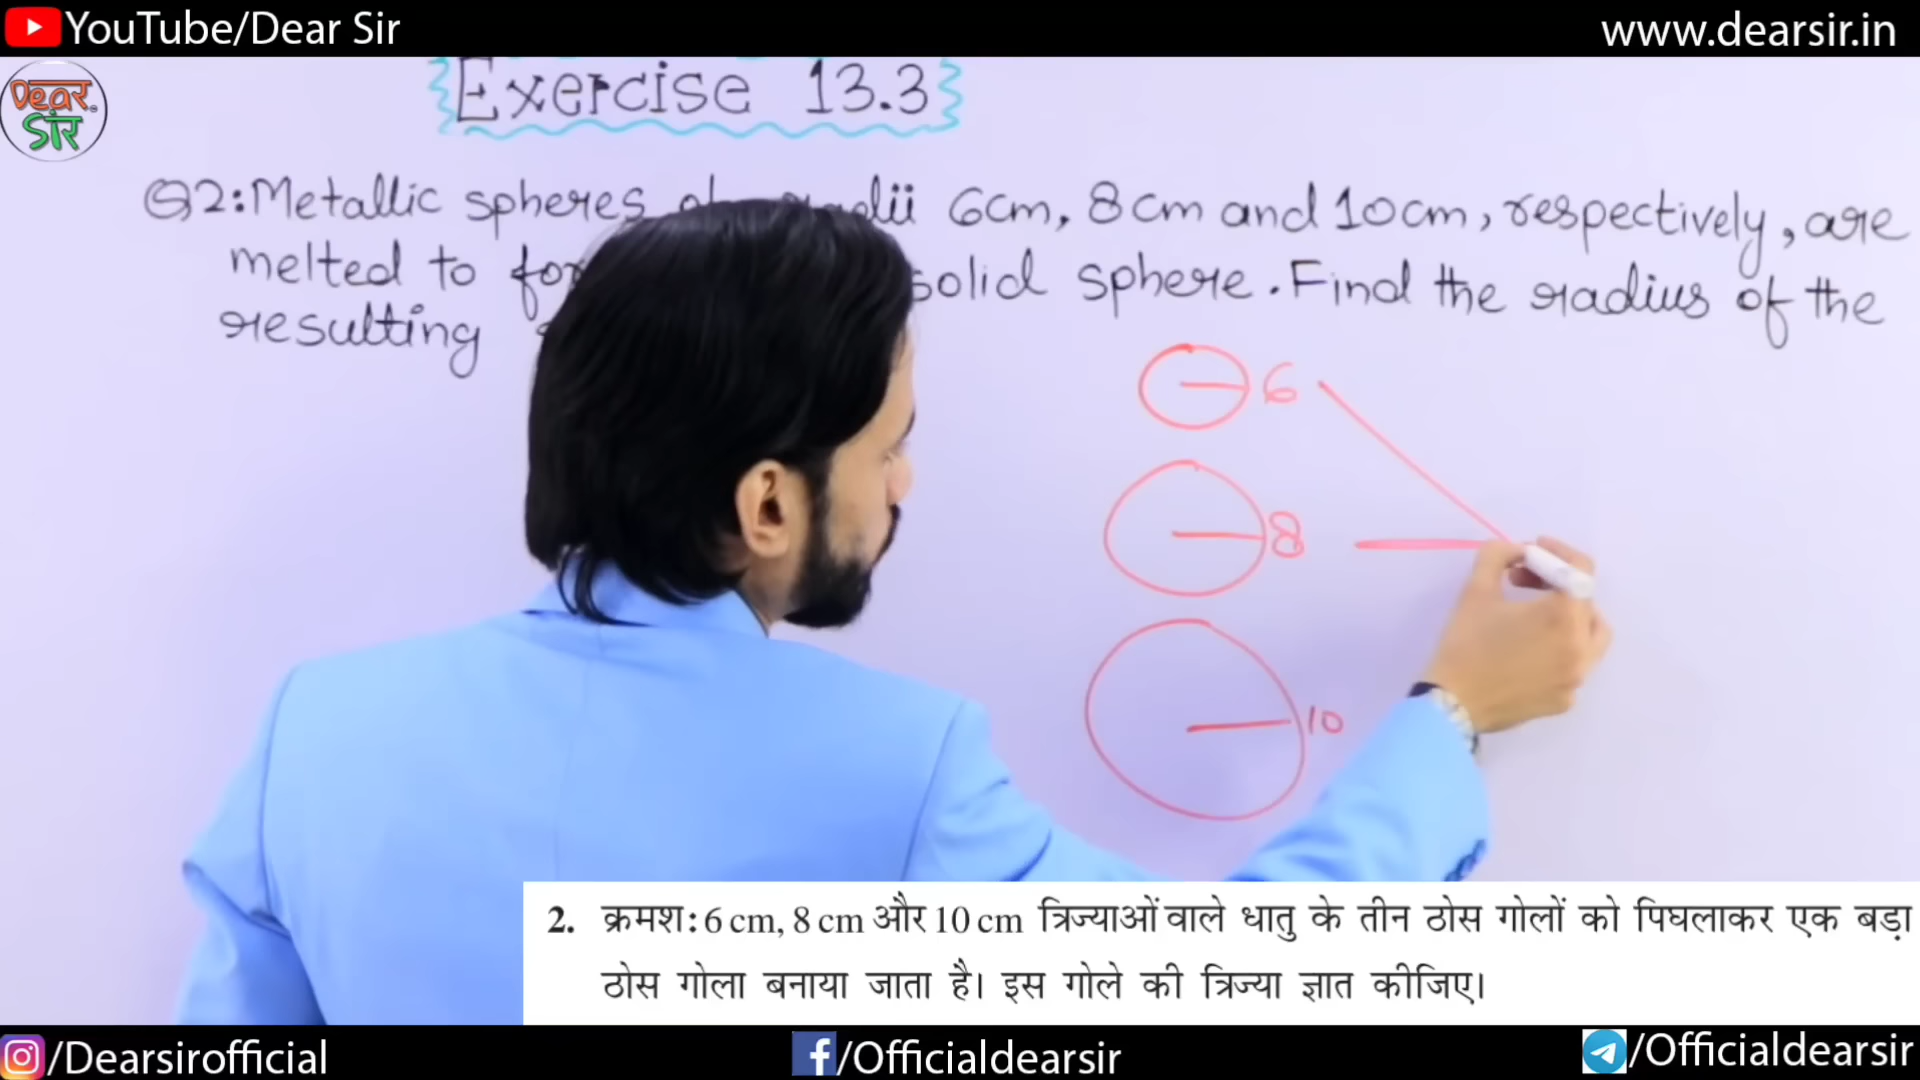 YouTube/Dear Sir
www.dearsir.in
Dear
सर
Exercise 13.3
Q2: Metallic spheres 6cm, 8cm and 10cm, respectively, are
melted to solid sphere. Find the radius of the
resulting
6
8
10
2. क्रमश: 6 cm, 8 cm और 10 cm त्रिज्याओं वाले धातु के तीन ठोस गोलों को पिघलाकर एक बड़ा
ठोस गोला बनाया जाता है। इस गोले की त्रिज्या ज्ञात कीजिए।
/Dearsirofficial
/Officialdearsir
/Officialdearsir